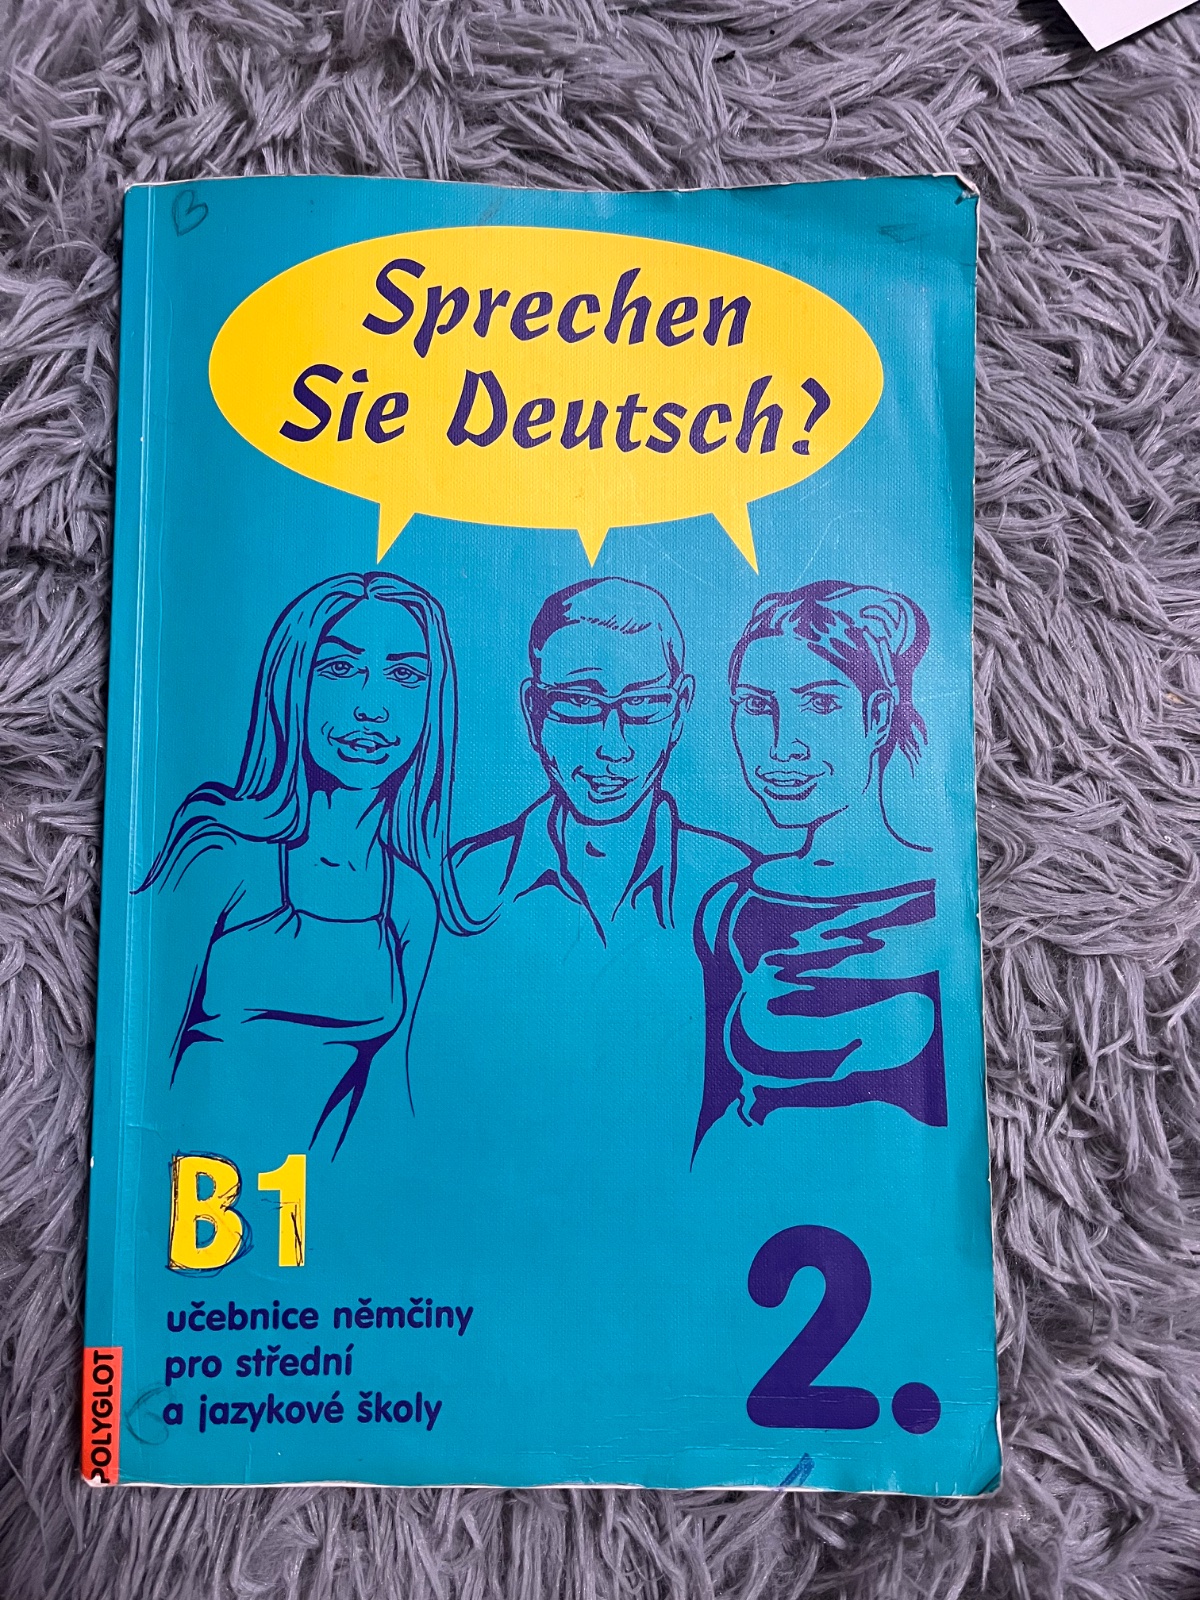 Sprechen
Sie Deutsch?
B1
učebnice němčiny
pro střední
a jazykové školy
2.
POLYGLOT